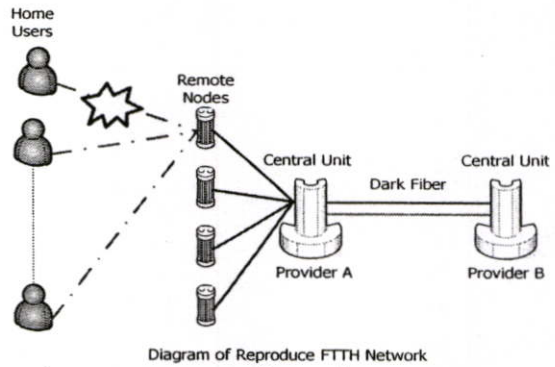 Home
Users
Remote
Nodes
Central Unit
Central Unit
Dark Fiber
Provider A
Provider B
Diagram of Reproduce FTTH Network